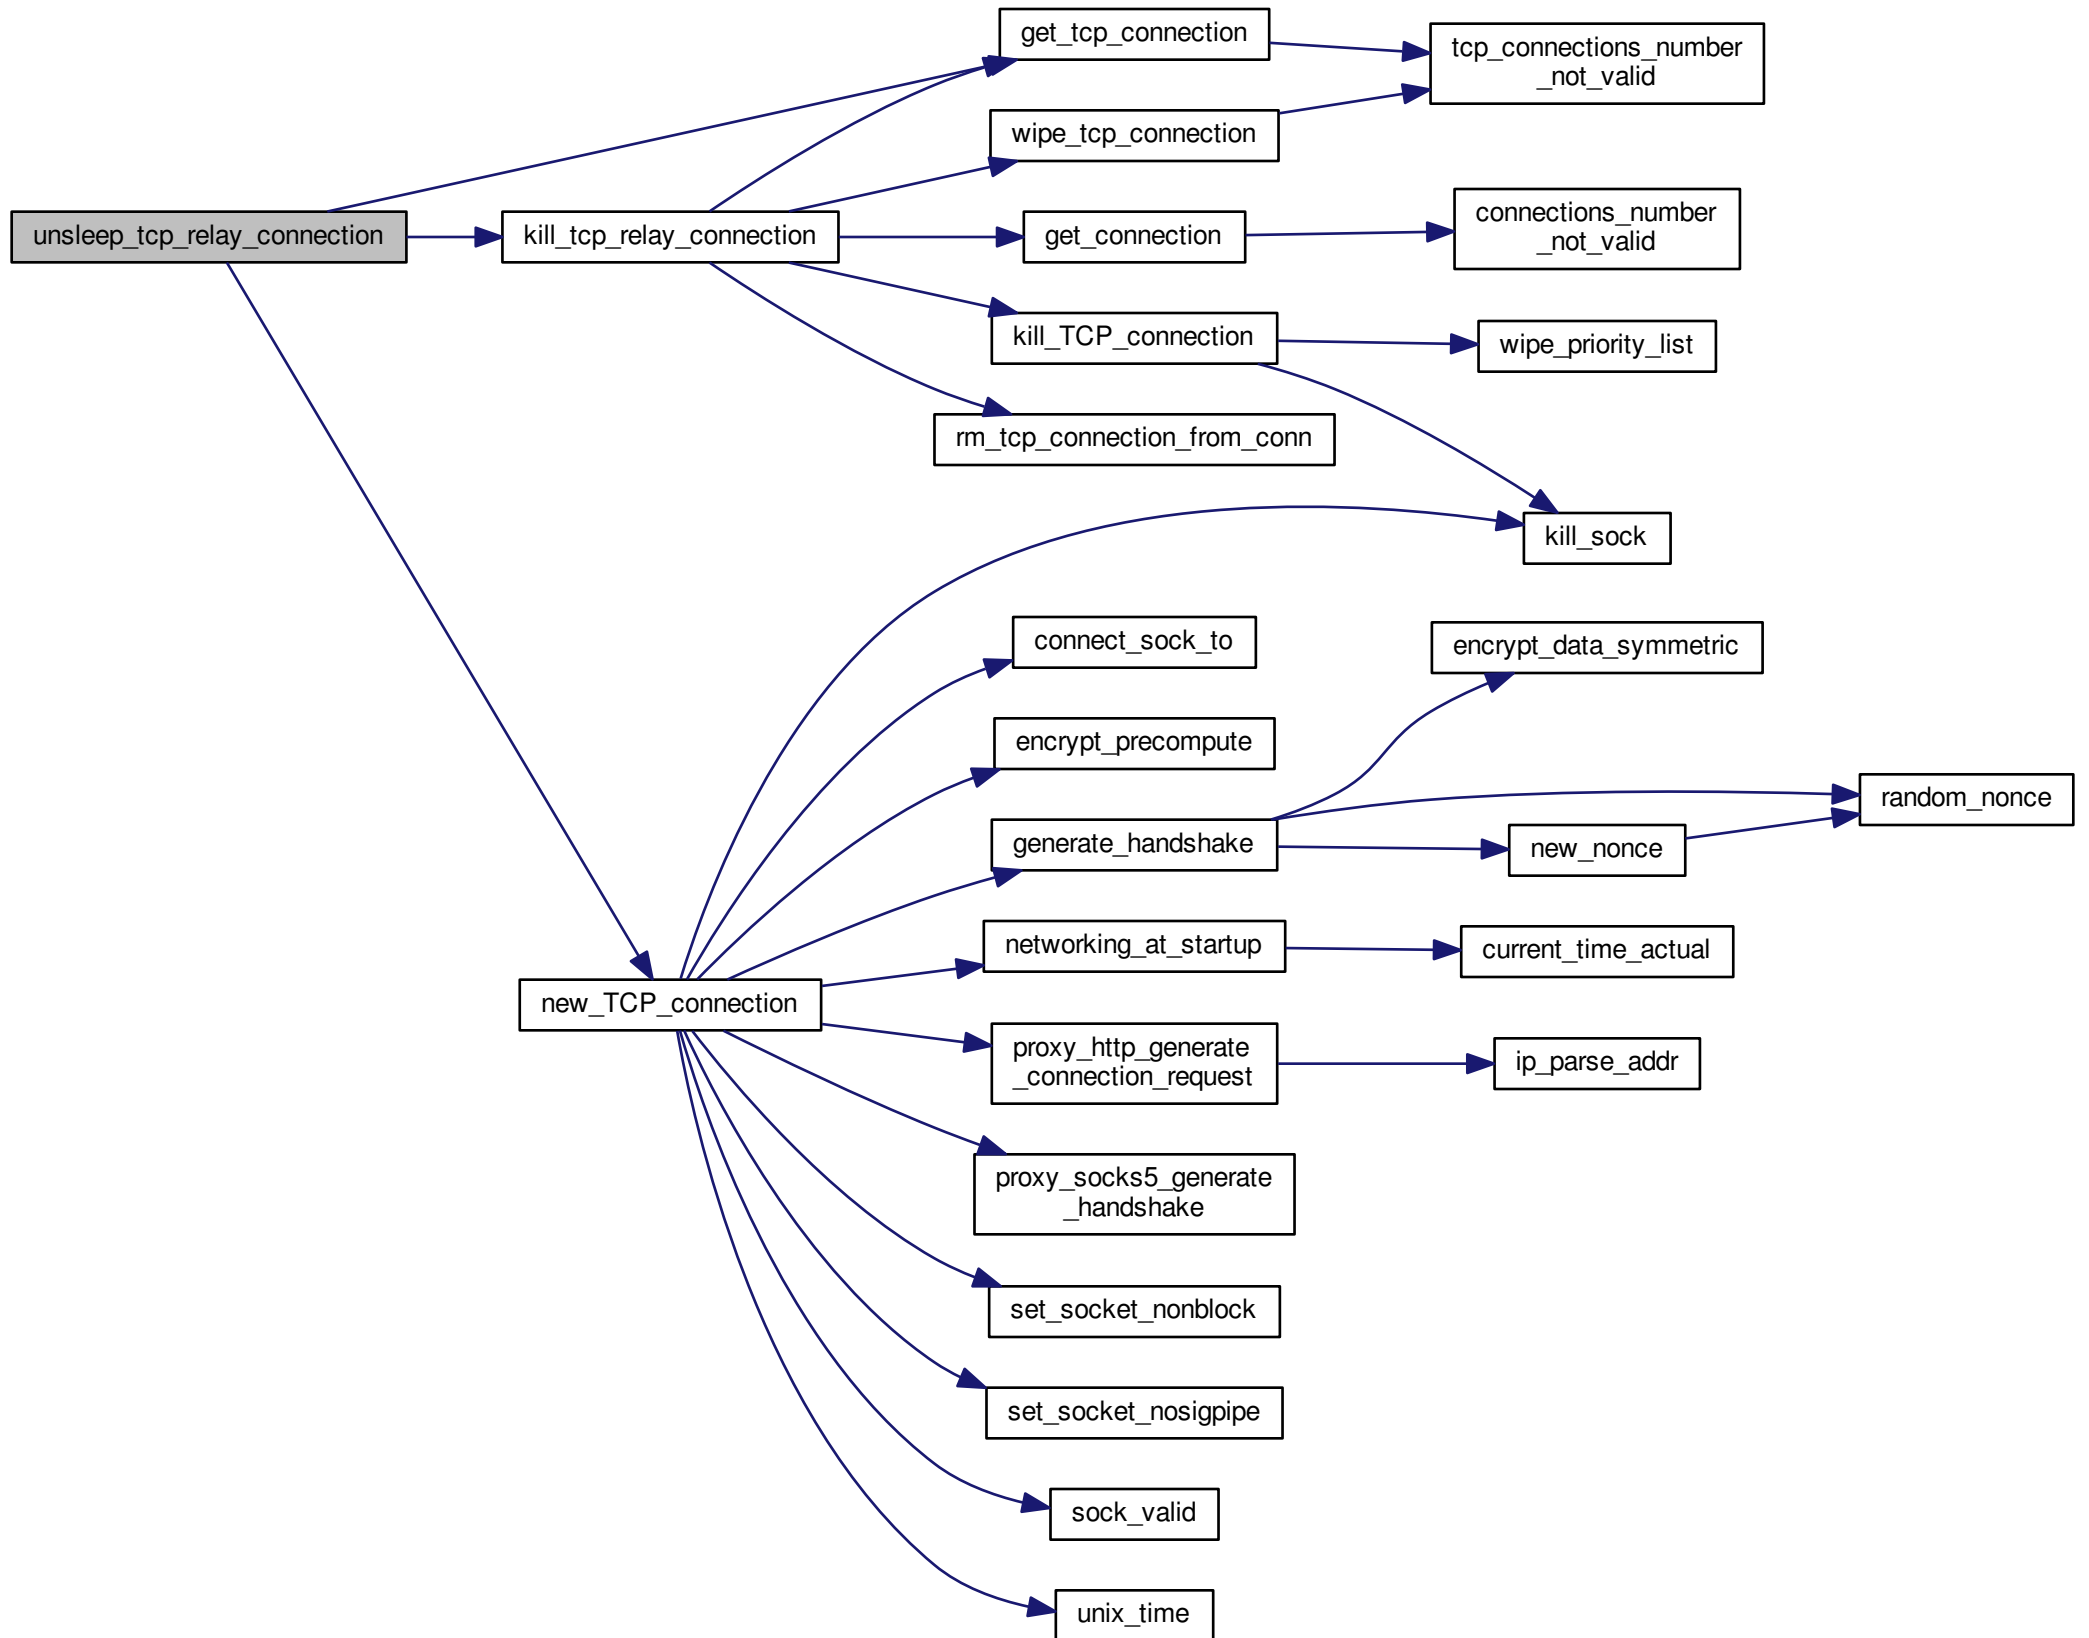 get_tcp_connection
tcp_connections_number
_not_valid
wipe_tcp_connection
unsleep_tcp_relay_connection
kill_tcp_relay_connection
get_connection
connections_number
_not_valid
kill_TCP_connection
wipe_priority_list
rm_tcp_connection_from_conn
kill_sock
connect_sock_to
encrypt_data_symmetric
encrypt_precompute
random_nonce
generate_handshake
new_nonce
networking_at_startup
current_time_actual
new_TCP_connection
proxy_http_generate
_connection_request
ip_parse_addr
proxy_socks5_generate
_handshake
set_socket_nonblock
set_socket_nosigpipe
sock_valid
unix_time